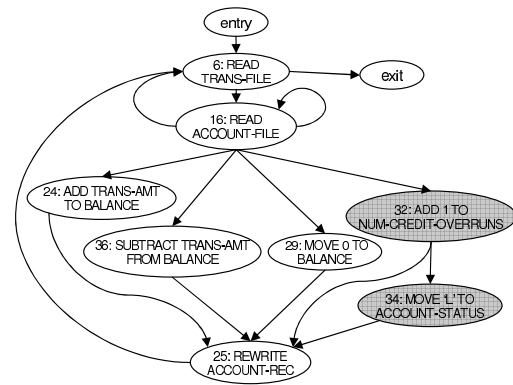 entry
6: READ
TRANS-FILE
exit
16: READ
ACCOUNT-FILE
24: ADD TRANS-AMT
TO BALANCE
32: ADD 1 TO
NUM-CREDIT-OVERRUNS
36: SUBTRACT TRANS-AMT
FROM BALANCE
29: MOVE 0 TO
BALANCE
34: MOVE 'L' TO
ACCOUNT-STATUS
25: REWRITE
ACCOUNT-REC